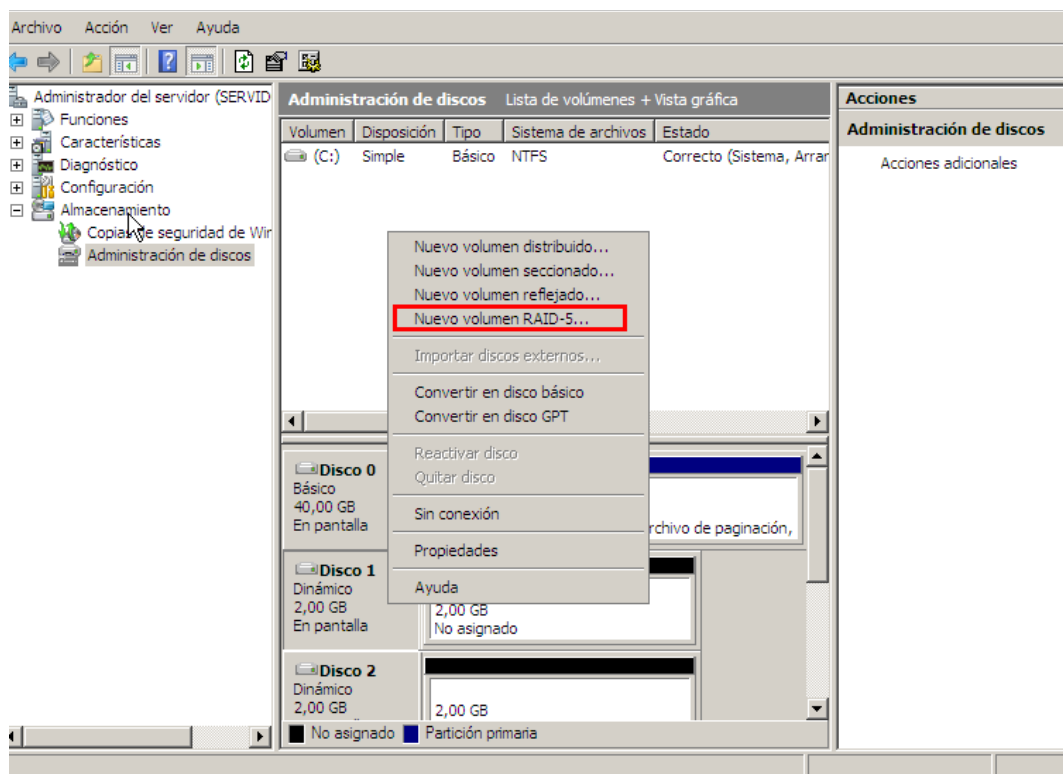 Archivo Acción Ver Ayuda
Administrador del servidor (SERVID
Funciones
Características
Diagnóstico
Configuración
Almacenamiento
Copias de seguridad de Wir
Administración de discos
Administración de discos Lista de volúmenes + Vista gráfica
Volumen Disposición Tipo Sistema de archivos Estado
(C:) Simple Básico NTFS Correcto (Sistema, Arran
Nuevo volumen distribuido...
Nuevo volumen seccionado...
Nuevo volumen reflejado...
Nuevo volumen RAID-5...
Importar discos externos...
Convertir en disco básico
Convertir en disco GPT
Reactivar disco
Quitar disco
Sin conexión
Propiedades
Ayuda
Disco 0
Básico
40,00 GB
En pantalla
rchivo de paginación,
Disco 1
Dinámico
2,00 GB
En pantalla
2,00 GB
No asignado
Disco 2
Dinámico
2,00 GB
2,00 GB
No asignado Partición primaria
Acciones
Administración de discos
Acciones adicionales